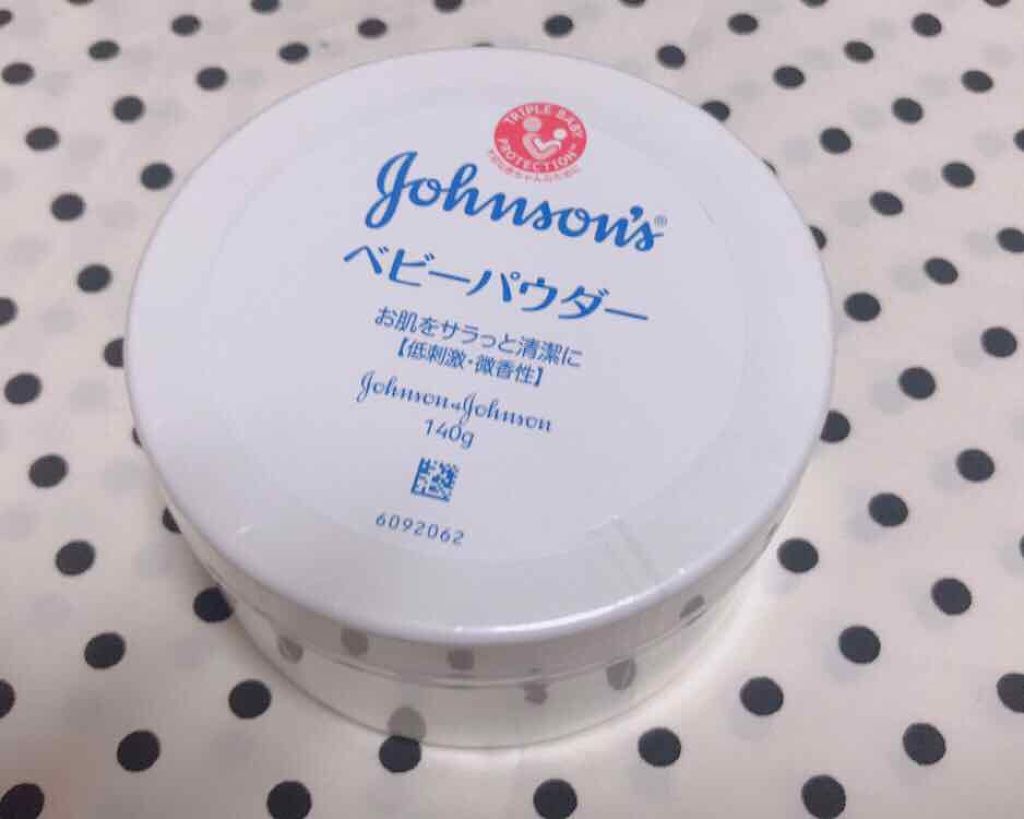 TRIPLE BABY
PROTECTION
Johnson's®
ベビーパウダー
お肌をサラっと清潔に
【低刺激・微香性】
Johnson & Johnson
140g
6092062